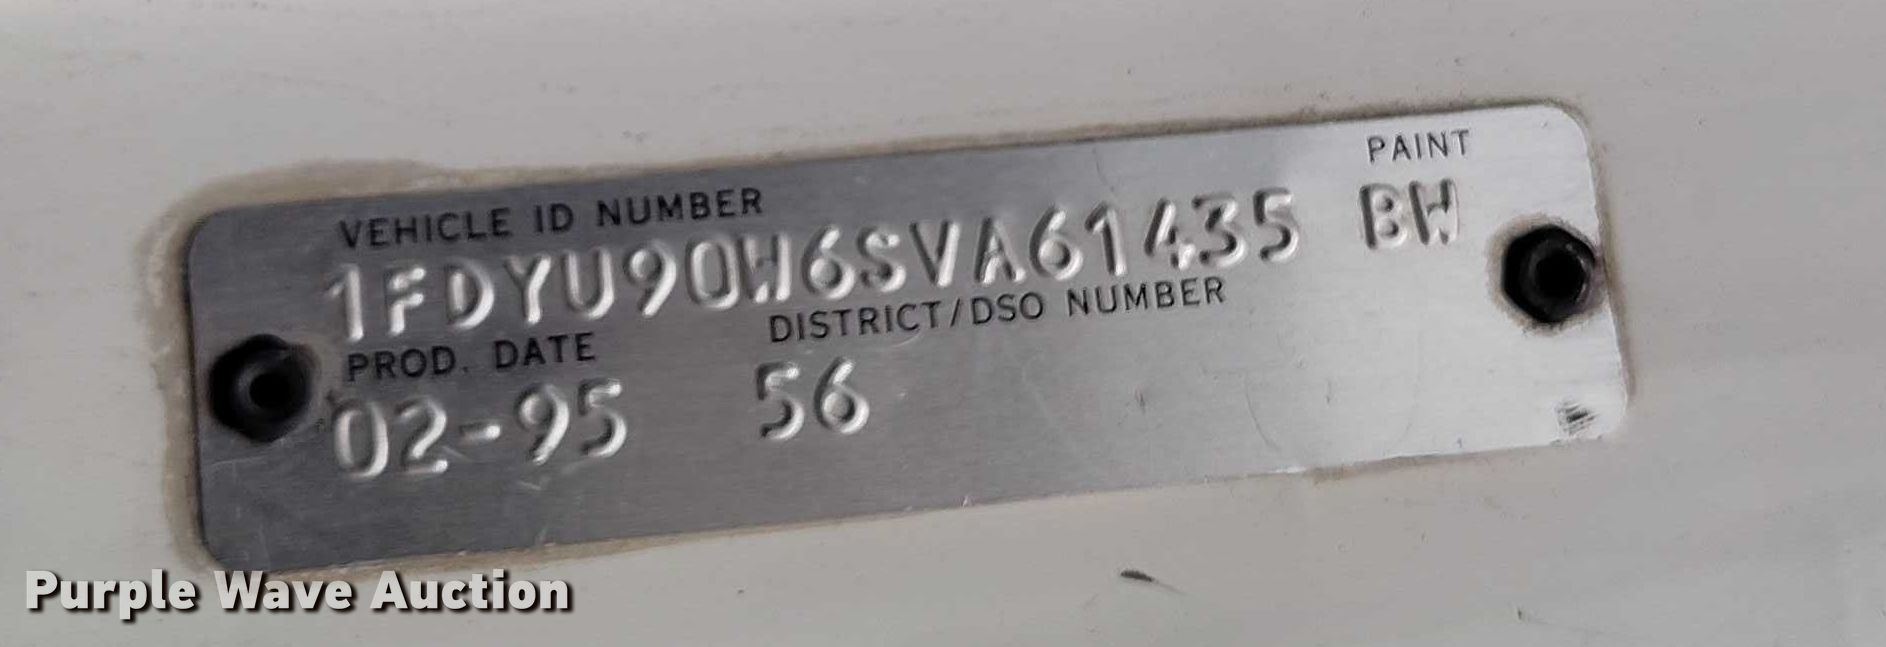 PAINT
VEHICLE ID NUMBER
1FDYU90W6SVA61435 BW
PROD. DATE DISTRICT/DSO NUMBER
02-95 56
Purple Wave Auction